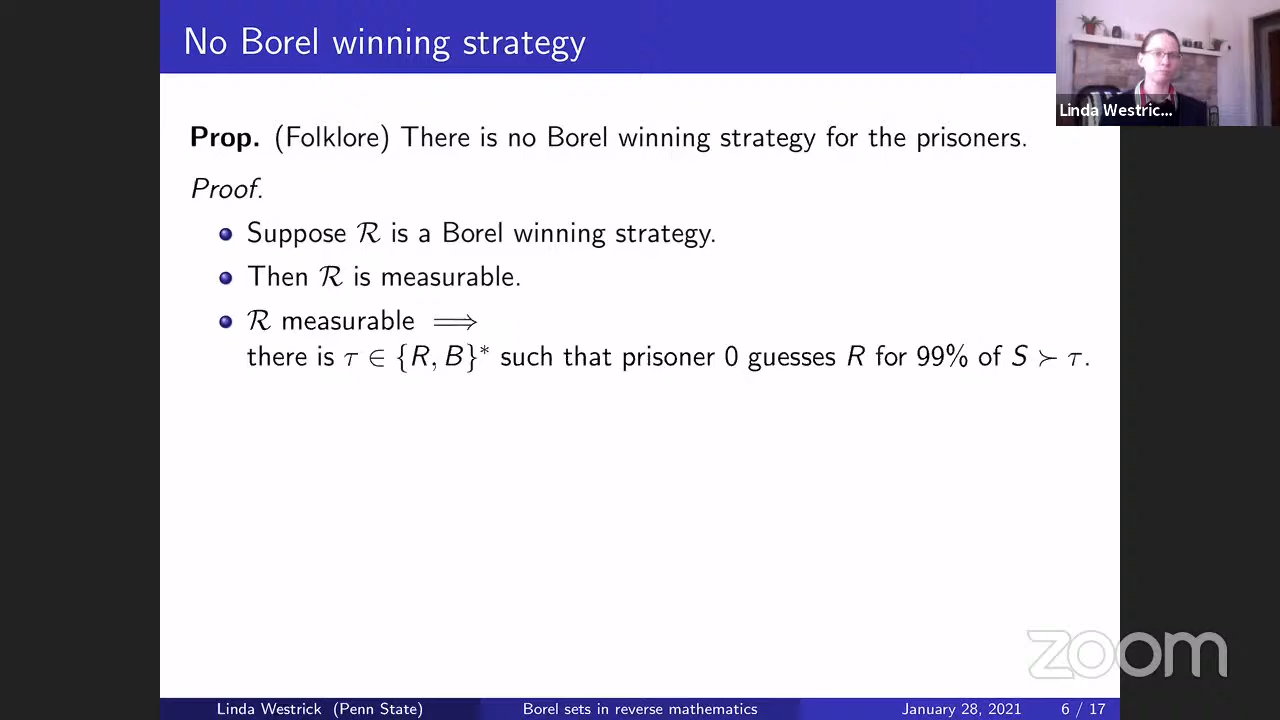 No Borel winning strategy
Linda Westric...
Prop. (Folklore) There is no Borel winning strategy for the prisoners.
Proof.
Suppose ℛ is a Borel winning strategy.
Then ℛ is measurable.
ℛ measurable ⟹
there is τ ∈ {R, B}* such that prisoner 0 guesses R for 99% of S ≻ τ.
zoom
Linda Westrick (Penn State) Borel sets in reverse mathematics January 28, 2021 6 / 17